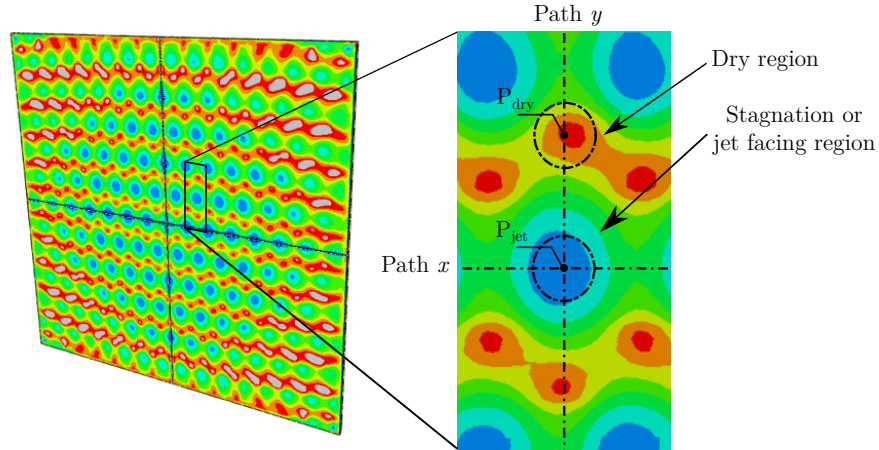 Path y
Dry region
P_dry
Stagnation or
jet facing region
P_jet
Path x